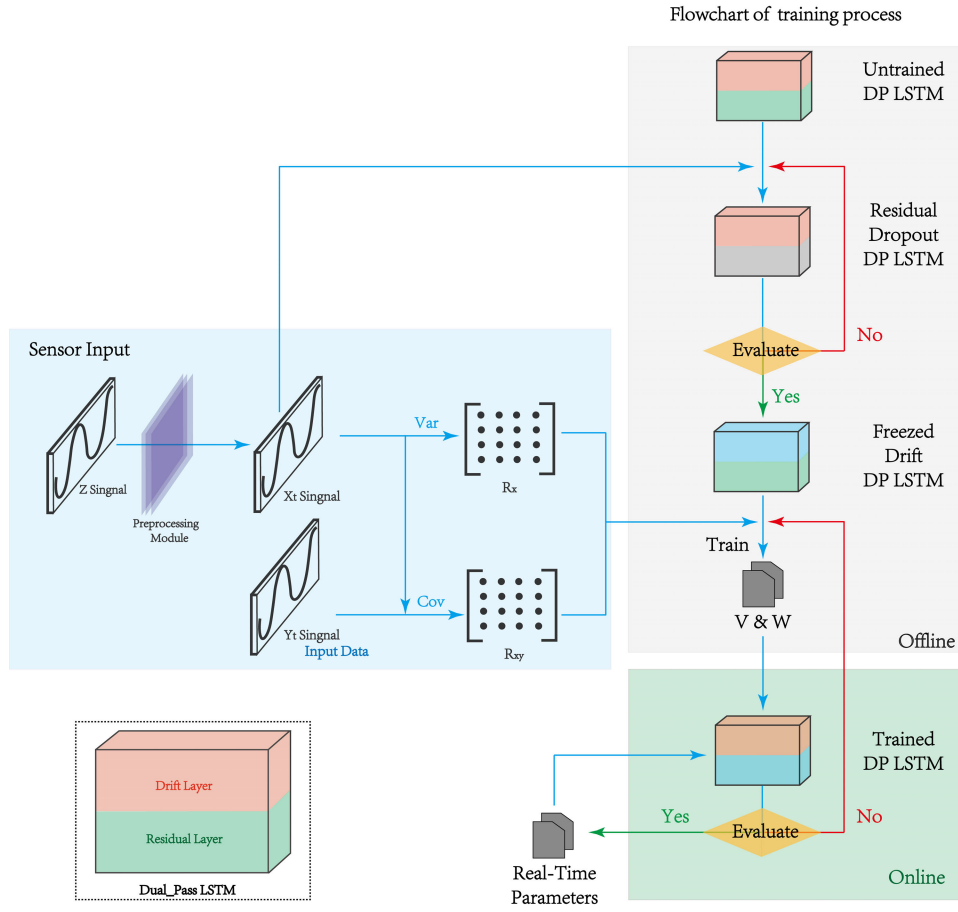 Flowchart of training process
Untrained
DP LSTM
Residual
Dropout
DP LSTM
Evaluate
No
Yes
Freezed
Drift
DP LSTM
Train
V & W
Offline
Sensor Input
Z Singnal
Preprocessing
Module
Xt Singnal
Var
Rx
Yt Singnal
Input Data
Cov
Rxy
Trained
DP LSTM
Evaluate
No
Yes
Real-Time
Parameters
Online
Drift Layer
Residual Layer
Dual_Pass LSTM